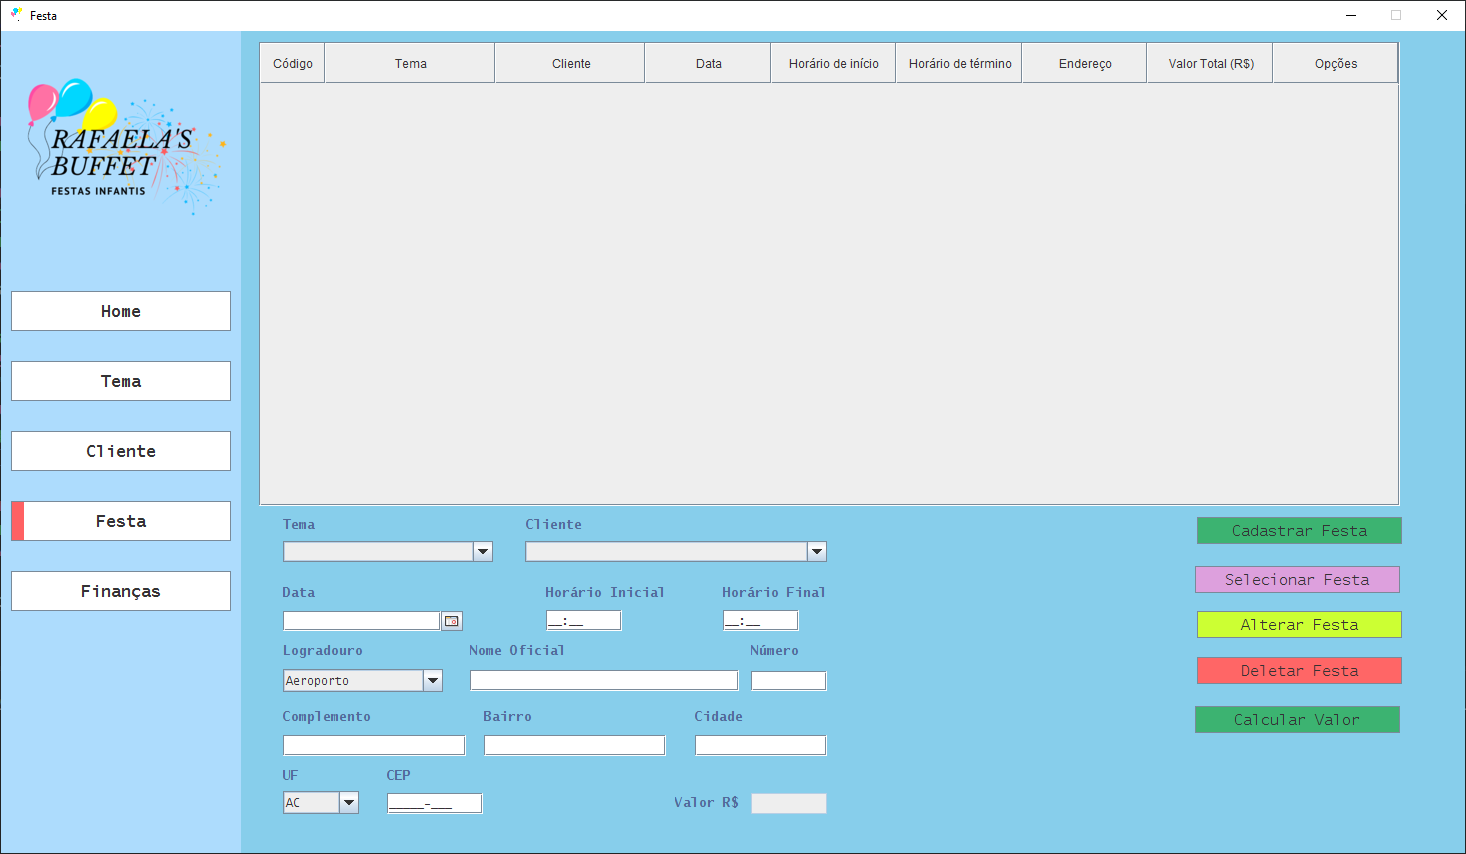 Festa
RAFAELA'S
BUFFET
FESTAS INFANTIS
Home
Tema
Cliente
Festa
Finanças
Código Tema Cliente Data Horário de início Horário de término Endereço Valor Total (R$) Opções
Tema Cliente
Data Horário Inicial Horário Final
__:__ __:__
Logradouro Nome Oficial Número
Aeroporto
Complemento Bairro Cidade
UF CEP
AC _____-___ Valor R$
Cadastrar Festa
Selecionar Festa
Alterar Festa
Deletar Festa
Calcular Valor